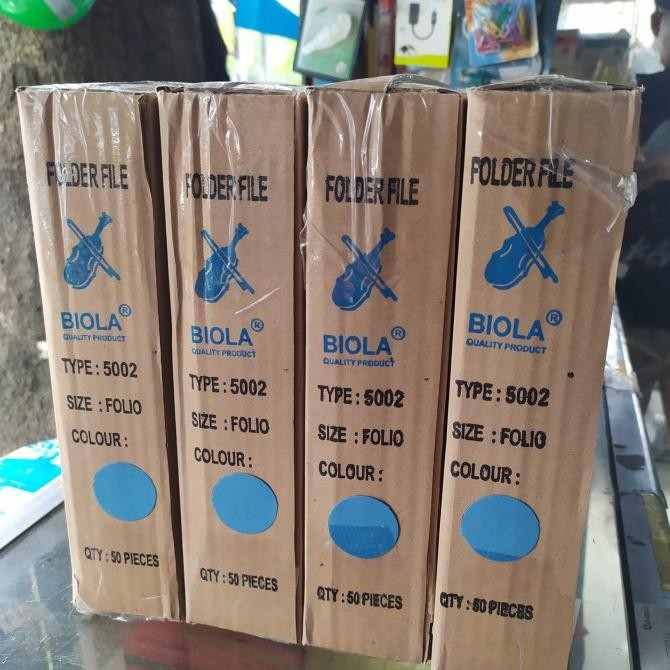 FOLDER FILE
BIOLA®
QUALITY PRODUCT
TYPE : 5002
SIZE : FOLIO
COLOUR :
QTY : 50 PIECES
FOLDER FILE
BIOLA®
QUALITY PRODUCT
TYPE : 5002
SIZE : FOLIO
COLOUR :
QTY : 50 PIECES
FOLDER FILE
BIOLA®
QUALITY PRODUCT
TYPE : 5002
SIZE : FOLIO
COLOUR :
QTY : 50 PIECES
FOLDER FILE
BIOLA®
QUALITY PRODUCT
TYPE : 5002
SIZE : FOLIO
COLOUR :
QTY : 50 PIECES